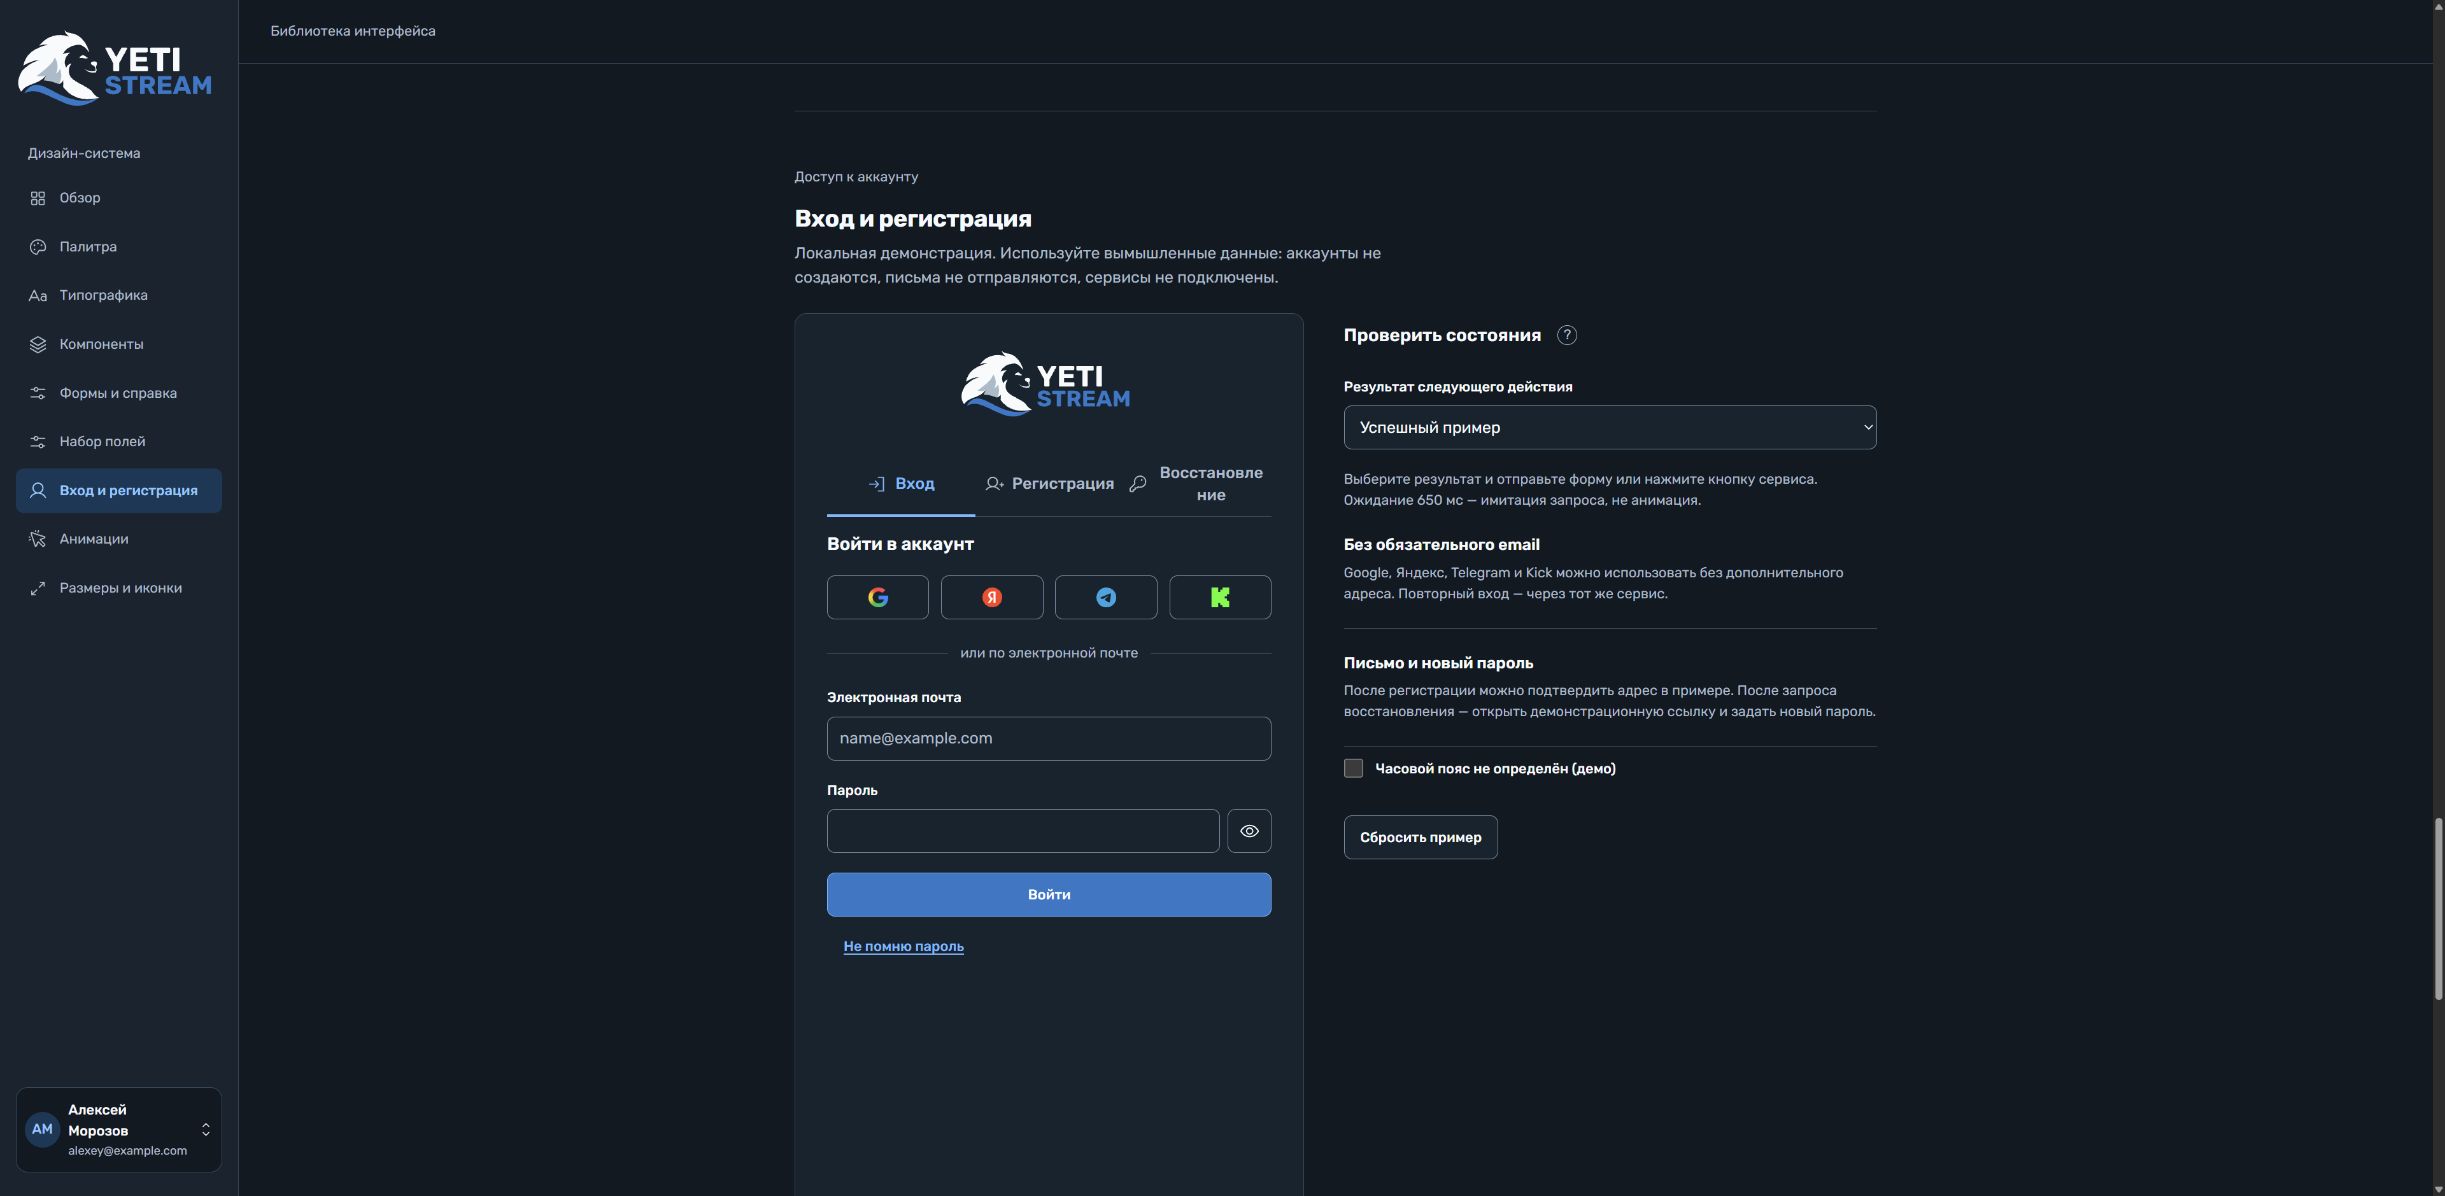 YETI
STREAM
Библиотека интерфейса
Дизайн-система
Обзор
Палитра
Aa Типографика
Компоненты
Формы и справка
Набор полей
Вход и регистрация
Анимации
Размеры и иконки
AM
Алексей
Морозов
alexey@example.com
Доступ к аккаунту
Вход и регистрация
Локальная демонстрация. Используйте вымышленные данные: аккаунты не
создаются, письма не отправляются, сервисы не подключены.
YETI
STREAM
Вход
Регистрация
Восстановле
ние
Войти в аккаунт
G
Я
K
или по электронной почте
Электронная почта
name@example.com
Пароль
Войти
Не помню пароль
Проверить состояния ?
Результат следующего действия
Успешный пример
Выберите результат и отправьте форму или нажмите кнопку сервиса.
Ожидание 650 мс — имитация запроса, не анимация.
Без обязательного email
Google, Яндекс, Telegram и Kick можно использовать без дополнительного
адреса. Повторный вход — через тот же сервис.
Письмо и новый пароль
После регистрации можно подтвердить адрес в примере. После запроса
восстановления — открыть демонстрационную ссылку и задать новый пароль.
Часовой пояс не определён (демо)
Сбросить пример